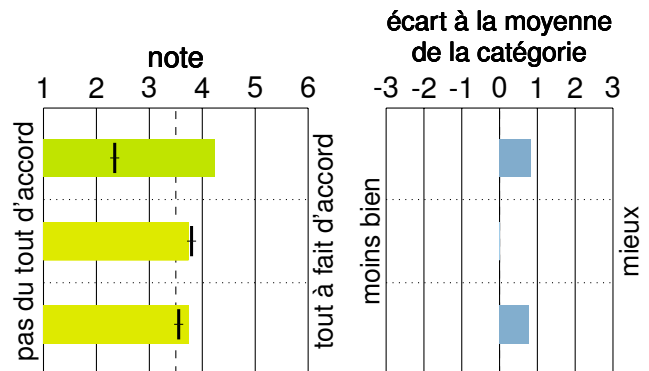 note
1 2 3 4 5 6
pas du tout d'accord
tout à fait d'accord
écart à la moyenne
de la catégorie
-3 -2 -1 0 1 2 3
moins bien
mieux